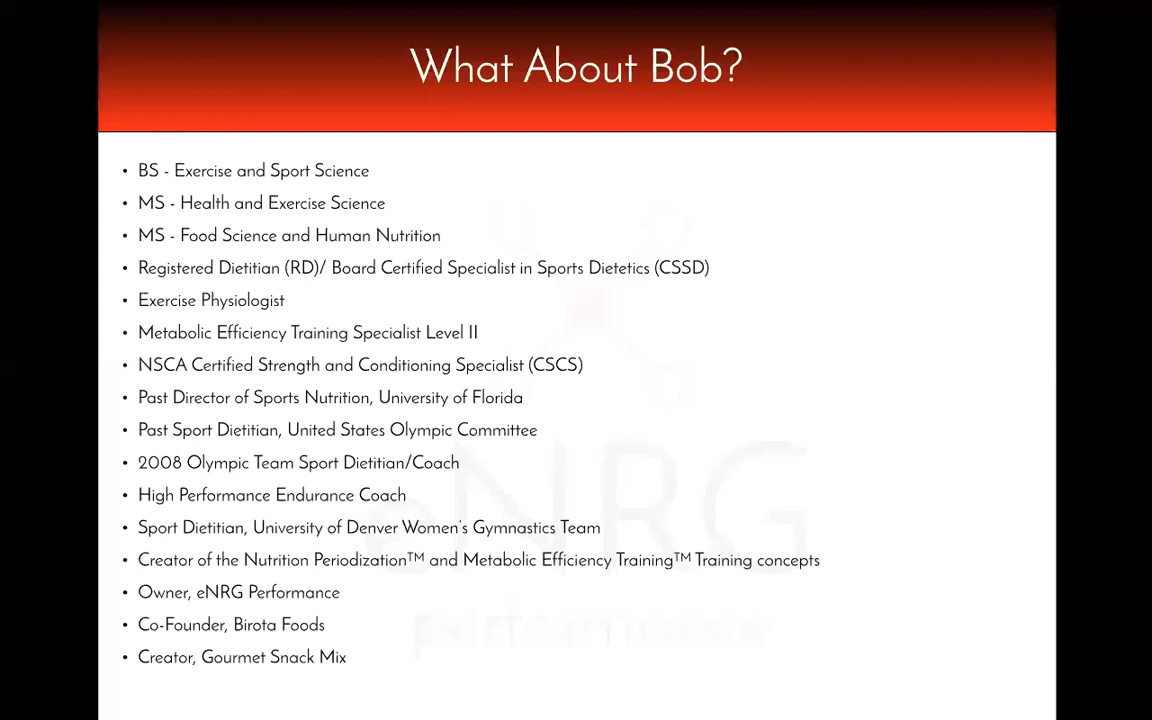 What About Bob?
• BS - Exercise and Sport Science
• MS - Health and Exercise Science
• MS - Food Science and Human Nutrition
• Registered Dietitian (RD)/ Board Certified Specialist in Sports Dietetics (CSSD)
• Exercise Physiologist
• Metabolic Efficiency Training Specialist Level II
• NSCA Certified Strength and Conditioning Specialist (CSCS)
• Past Director of Sports Nutrition, University of Florida
• Past Sport Dietitian, United States Olympic Committee
• 2008 Olympic Team Sport Dietitian/Coach
• High Performance Endurance Coach
• Sport Dietitian, University of Denver Women's Gymnastics Team
• Creator of the Nutrition Periodization™ and Metabolic Efficiency Training™ Training concepts
• Owner, eNRG Performance
• Co-Founder, Birota Foods
• Creator, Gourmet Snack Mix
eNRG
performance